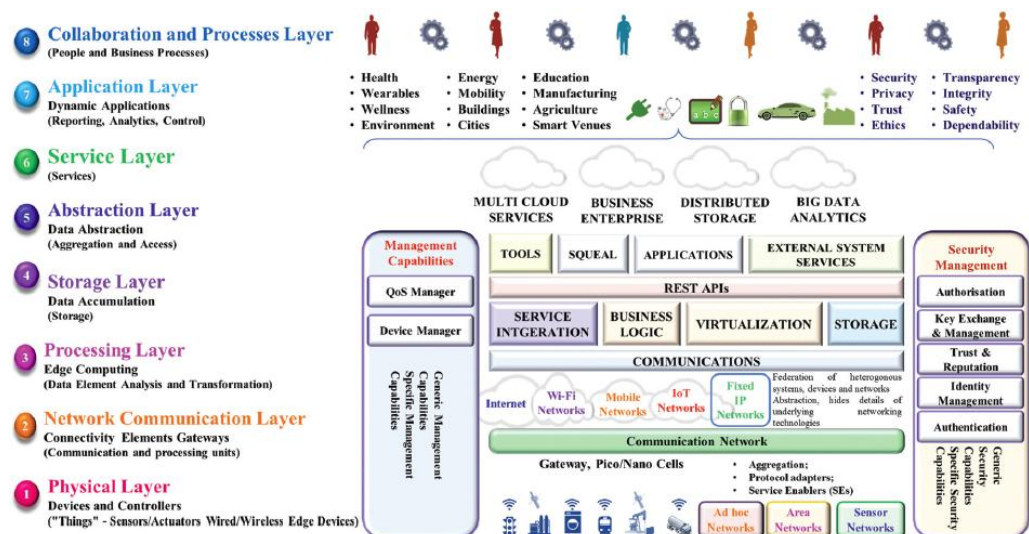 8
Collaboration and Processes Layer
(People and Business Processes)
7
Application Layer
Dynamic Applications
(Reporting, Analytics, Control)
6
Service Layer
(Services)
5
Abstraction Layer
Data Abstraction
(Aggregation and Access)
4
Storage Layer
Data Accumulation
(Storage)
3
Processing Layer
Edge Computing
(Data Element Analysis and Transformation)
2
Network Communication Layer
Connectivity Elements Gateways
(Communication and processing units)
1
Physical Layer
Devices and Controllers
("Things" - Sensors/Actuators Wired/Wireless Edge Devices)
• Health
• Wearables
• Wellness
• Environment
• Energy
• Mobility
• Buildings
• Cities
• Education
• Manufacturing
• Agriculture
• Smart Venues
a b c
• Security
• Privacy
• Trust
• Ethics
• Transparency
• Integrity
• Safety
• Dependability
MULTI CLOUD
SERVICES
BUSINESS
ENTERPRISE
DISTRIBUTED
STORAGE
BIG DATA
ANALYTICS
Management
Capabilities
QoS Manager
Device Manager
Generic Management
Capabilities
Specific Management
Capabilities
TOOLS
SQUEAL
APPLICATIONS
EXTERNAL SYSTEM
SERVICES
REST APIs
SERVICE
INTGERATION
BUSINESS
LOGIC
VIRTUALIZATION
STORAGE
COMMUNICATIONS
Internet
Wi-Fi
Networks
Mobile
Networks
IoT
Networks
Fixed
IP
Networks
Federation of heterogonous
systems, devices and networks
Abstraction, hides details of
underlying networking
technologies
Communication Network
Gateway, Pico/Nano Cells
• Aggregation;
• Protocol adapters;
• Service Enablers (SEs)
Ad hoc
Networks
Area
Networks
Sensor
Networks
Security
Management
Authorisation
Key Exchange
& Management
Trust &
Reputation
Identity
Management
Authentication
Generic
Security
Capabilities
Specific Security
Capabilities